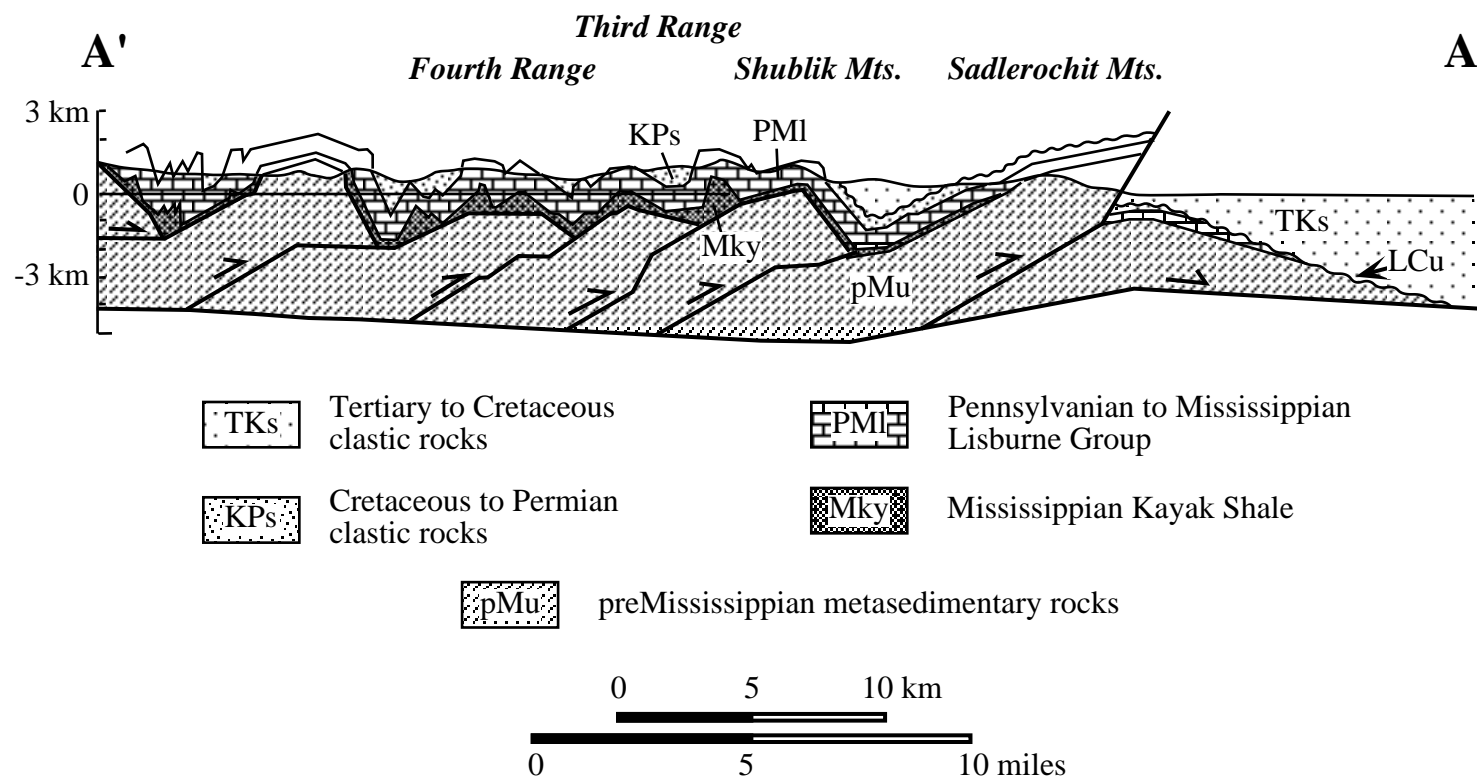 Third Range
A'
A
Fourth Range
Shublik Mts.
Sadlerochit Mts.
3 km
KPs
PMl
0
TKs
Mky
LCu
-3 km
pMu
TKs
Tertiary to Cretaceous
clastic rocks
PMl
Pennsylvanian to Mississippian
Lisburne Group
KPs
Cretaceous to Permian
clastic rocks
Mky
Mississippian Kayak Shale
pMu
preMississippian metasedimentary rocks
0 5 10 km
0 5 10 miles